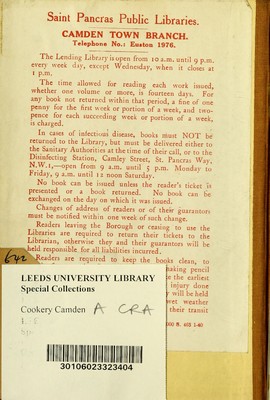 Saint Pancras Public Libraries.
CAMDEN TOWN BRANCH.
Telephone No.: Euston 1976.
The Lending Library is open from 10 a.m. until 9 p.m.
every week day, except Wednesday, when it closes at
1 p.m.
The time allowed for reading each work issued,
whether one volume or more, is fourteen days. For
any book not returned within that period, a fine of one
penny for the first week or portion of a week, and two-
pence for each succeeding week or portion of a week,
is charged.
In cases of infectious disease, books must NOT be
returned to the Library, but must be delivered either to
the Sanitary Authorities at the time of their call, or to the
Disinfecting Station, Camley Street, St. Pancras Way,
N.W.1,—open from 9 a.m. until 5 p.m. Monday to
Friday, 9 a.m. until 12 noon Saturday.
No book can be issued unless the reader's ticket is
presented or a book returned. No book can be
exchanged on the day on which it was issued.
Changes of address of readers or of their guarantors
must be notified within one week of such change.
Readers leaving the Borough or ceasing to use the
Libraries are required to return their tickets to the
Librarian, otherwise they and their guarantors will be
held responsible for all liabilities incurred.
Readers are required to keep the books clean, to
making pencil
the earliest
injury done
will be held
wet weather
their transit
642
LEEDS UNIVERSITY LIBRARY
Special Collections
Cookery Camden A CRA
30106023323404